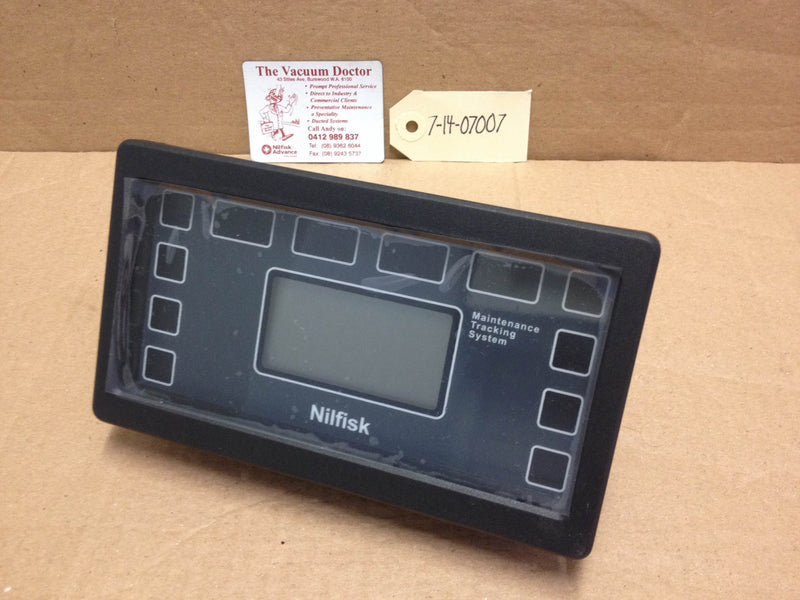 The Vacuum Doctor
43 Stiles Ave, Burswood W.A. 6100
• Prompt Professional Service
• Direct to Industry &
Commercial Clients
• Preventative Maintenance
a Speciality
• Ducted Systems
Call Andy on:
0412 989 837
Tel: (08) 9362 6044
Fax: (08) 9243 5737
Nilfisk
Advance
7-14-07007
Maintenance
Tracking
System
Nilfisk